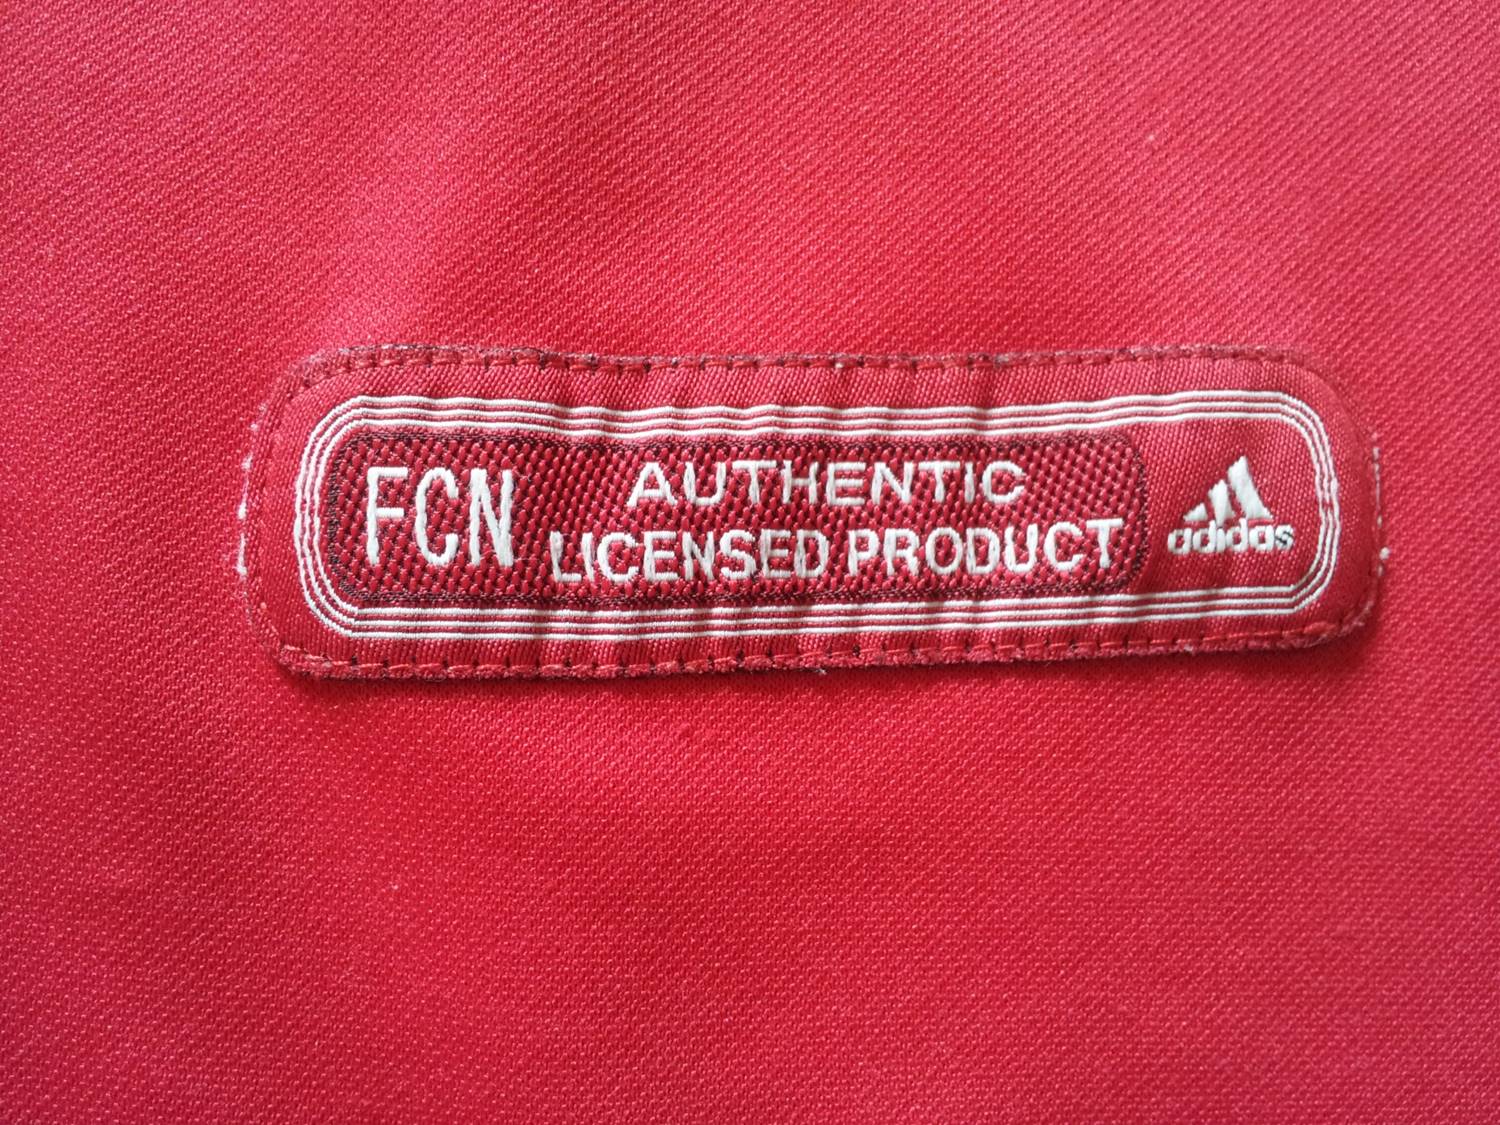 FCN
AUTHENTIC
LICENSED PRODUCT
adidas